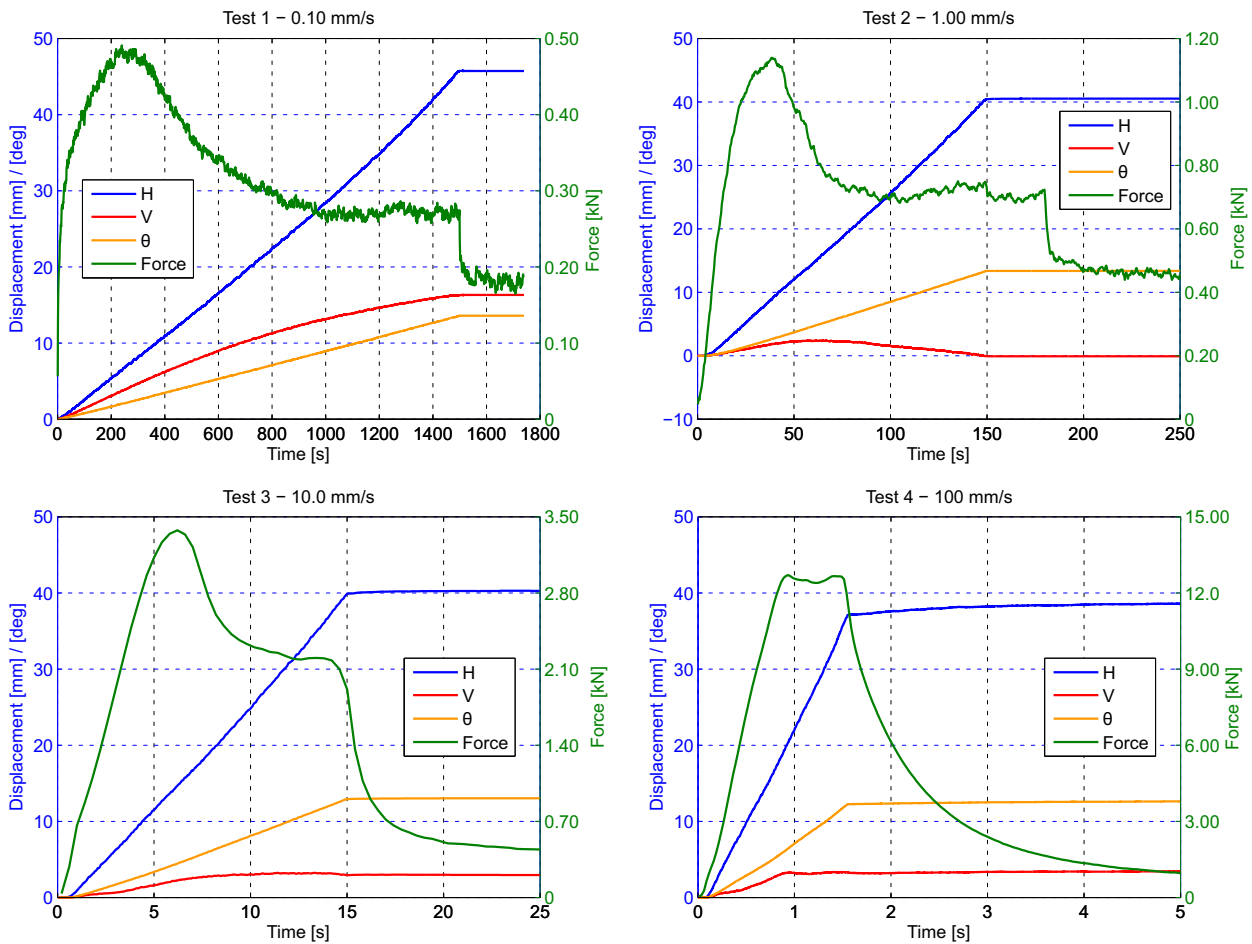 Test 1 − 0.10 mm/s
50
40
30
20
10
0
Displacement [mm] / [deg]
H
V
θ
Force
0.50
0.40
0.30
0.20
0.10
0
Force [kN]
0 200 400 600 800 1000 1200 1400 1600 1800
Time [s]
Test 2 − 1.00 mm/s
50
40
30
20
10
0
−10
Displacement [mm] / [deg]
H
V
θ
Force
1.20
1.00
0.80
0.60
0.40
0.20
0
Force [kN]
0 50 100 150 200 250
Time [s]
Test 3 − 10.0 mm/s
50
40
30
20
10
0
Displacement [mm] / [deg]
H
V
θ
Force
3.50
2.80
2.10
1.40
0.70
0
Force [kN]
0 5 10 15 20 25
Time [s]
Test 4 − 100 mm/s
50
40
30
20
10
0
Displacement [mm] / [deg]
H
V
θ
Force
15.00
12.00
9.00
6.00
3.00
0
Force [kN]
0 1 2 3 4 5
Time [s]